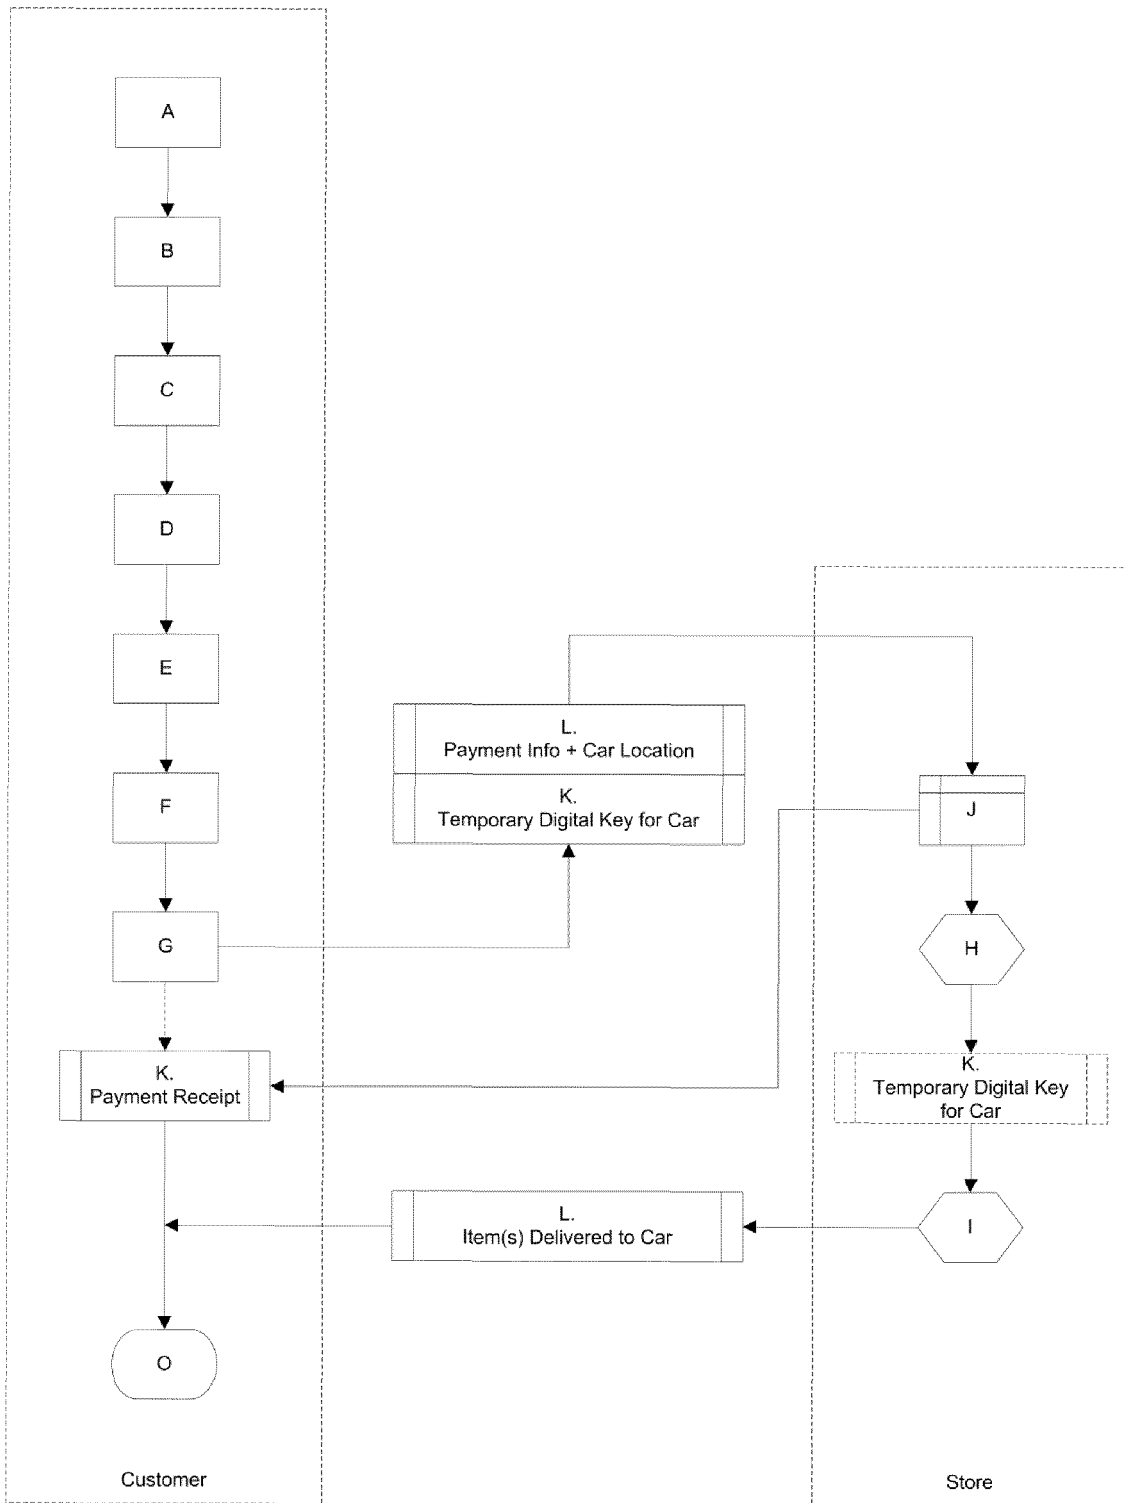 A
B
C
D
E
F
G
K.
Payment Receipt
O
Customer
L.
Payment Info + Car Location
K.
Temporary Digital Key for Car
L.
Item(s) Delivered to Car
J
H
K.
Temporary Digital Key
for Car
I
Store